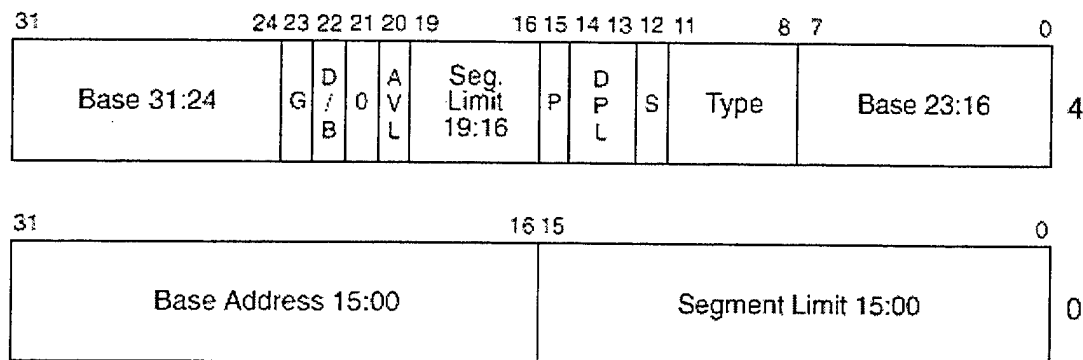 31 24 23 22 21 20 19 16 15 14 13 12 11 8 7 0
Base 31:24 G D/B 0 AVL Seg. Limit 19:16 P DPL S Type Base 23:16 4
31 16 15 0
Base Address 15:00 Segment Limit 15:00 0